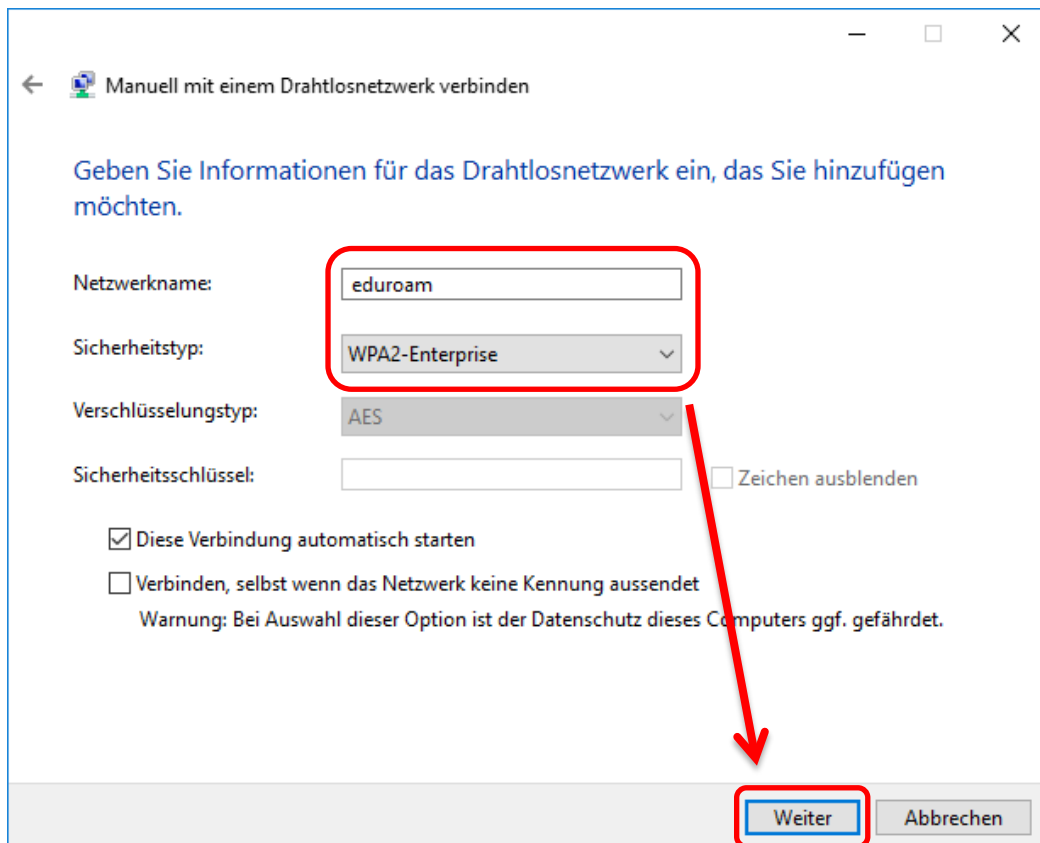 Manuell mit einem Drahtlosnetzwerk verbinden
Geben Sie Informationen für das Drahtlosnetzwerk ein, das Sie hinzufügen
möchten.
Netzwerkname:
eduroam
Sicherheitstyp:
WPA2-Enterprise
Verschlüsselungstyp:
AES
Sicherheitsschlüssel:
Zeichen ausblenden
Diese Verbindung automatisch starten
Verbinden, selbst wenn das Netzwerk keine Kennung aussendet
Warnung: Bei Auswahl dieser Option ist der Datenschutz dieses Computers ggf. gefährdet.
Weiter
Abbrechen